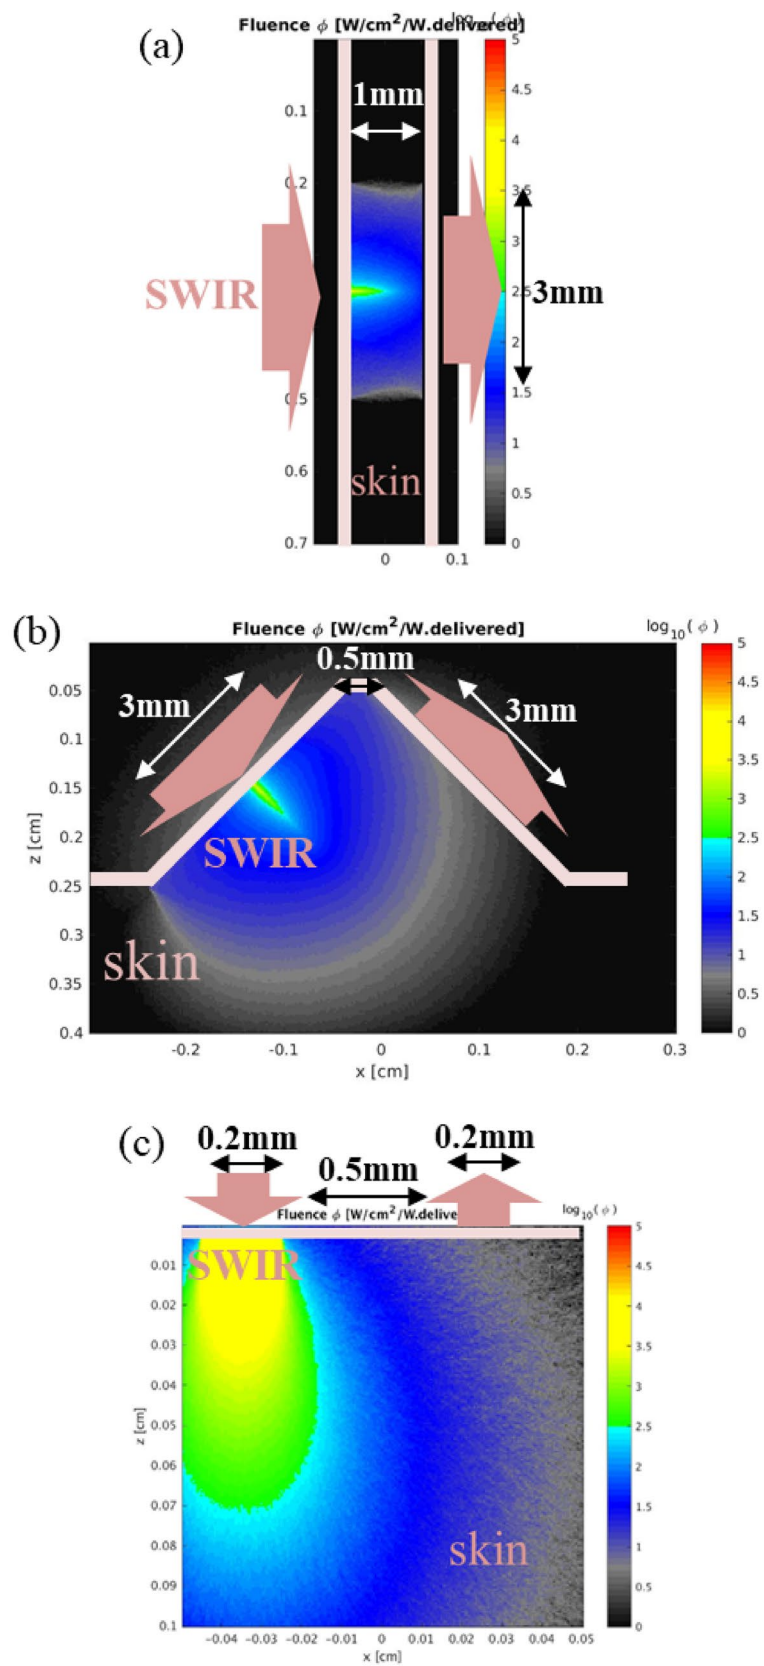 (a)
Fluence ϕ [W/cm²/W.delivered]
log₁₀(ϕ)
1mm
0.1
0.2
0.5
0.6
0.7
0
0.1
SWIR
skin
3mm
5
4.5
4
3.5
3
2.5
2
1.5
1
0.5
0
(b)
Fluence ϕ [W/cm²/W.delivered]
log₁₀(ϕ)
0.5mm
3mm
3mm
SWIR
skin
z [cm]
0.05
0.1
0.15
0.2
0.25
0.3
0.35
0.4
-0.2
-0.1
0
0.1
0.2
0.3
x [cm]
5
4.5
4
3.5
3
2.5
2
1.5
1
0.5
0
(c)
0.2mm
0.5mm
0.2mm
Fluence ϕ [W/cm²/W.delive
log₁₀(ϕ)
SWIR
skin
z [cm]
0.01
0.02
0.03
0.04
0.05
0.06
0.07
0.08
0.09
0.1
-0.04
-0.03
-0.02
-0.01
0
0.01
0.02
0.03
0.04
0.05
x [cm]
5
4.5
4
3.5
3
2.5
2
1.5
1
0.5
0